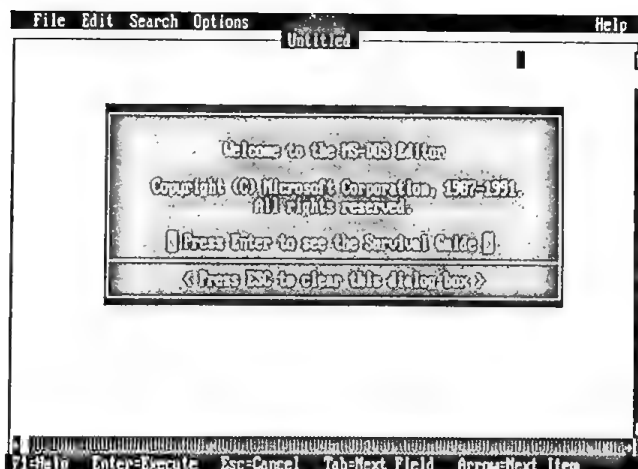 File Edit Search Options Help
Untitled
Welcome to the MS-DOS Editor
Copyright (C) Microsoft Corporation, 1987-1991.
All rights reserved.
Press Enter to see the Survival Guide
< Press ESC to clear this dialog box >
F1=Help Enter=Execute Esc=Cancel Tab=Next Field Arrow=Next Item